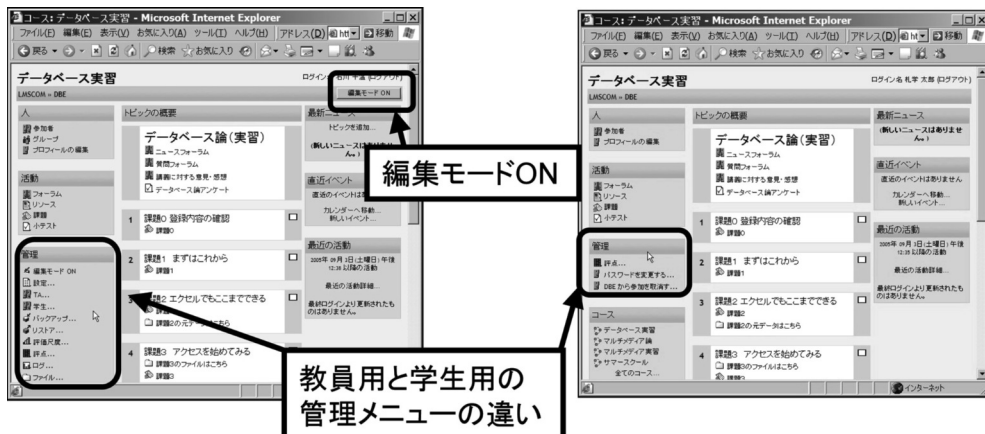 コース: データベース実習 - Microsoft Internet Explorer
ファイル(F) 編集(E) 表示(V) お気に入り(A) ツール(T) ヘルプ(H) アドレス(D) htt 移動
戻る 検索 お気に入り
データベース実習
LMSCOM » DBE
編集モード ON
人
参加者
グループ
プロフィールの編集
活動
フォーラム
リソース
課題
小テスト
管理
編集モード ON
設定...
TA...
学生...
バックアップ...
リストア...
評価尺度...
評点...
ログ...
ファイル...
トピックの概要
データベース論(実習)
ニュースフォーラム
質問フォーラム
講義に対する意見・感想
データベース論アンケート
1 課題0 登録内容の確認
課題0
2 課題1 まずはこれから
課題1
3 課題2 エクセルでもここまでできる
課題2
課題2の元データはこちら
4 課題3 アクセスを始めてみる
課題3のファイルはこちら
課題3
最新ニュース
トピックを追加...
(新しいニュースは
直近イベント
直近のイベントは
カレンダーへ移動...
新しいイベント...
最近の活動
2005年 09月 3日(土曜日) 午後
12:38 以降の活動
最近の活動詳細...
最終ログインより更新されたも
のはありません。
編集モードON
教員用と学生用の
管理メニューの違い
コース: データベース実習 - Microsoft Internet Explorer
ファイル(F) 編集(E) 表示(V) お気に入り(A) ツール(T) ヘルプ(H) アドレス(D) ht 移動
戻る 検索 お気に入り
データベース実習
ログイン名 札学 太郎 (ログアウト)
LMSCOM » DBE
人
参加者
プロフィールの編集
活動
フォーラム
リソース
課題
小テスト
管理
評点...
パスワードを変更する...
DBE から参加を取消す...
コース
データベース実習
マルチメディア論
マルチメディア実習
サマースクール
全てのコース...
トピックの概要
データベース論(実習)
ニュースフォーラム
質問フォーラム
講義に対する意見・感想
データベース論アンケート
1 課題0 登録内容の確認
課題0
2 課題1 まずはこれから
課題1
3 課題2 エクセルでもここまでできる
課題2
課題2の元データはこちら
4 課題3 アクセスを始めてみる
課題3のファイルはこちら
課題3
最新ニュース
(新しいニュースはありませ
ん。)
直近イベント
直近のイベントはありません
カレンダーへ移動...
新しいイベント...
最近の活動
2005年 09月 3日(土曜日) 午後
12:35 以降の活動
最近の活動詳細...
最終ログインより更新されたも
のはありません。
インターネット